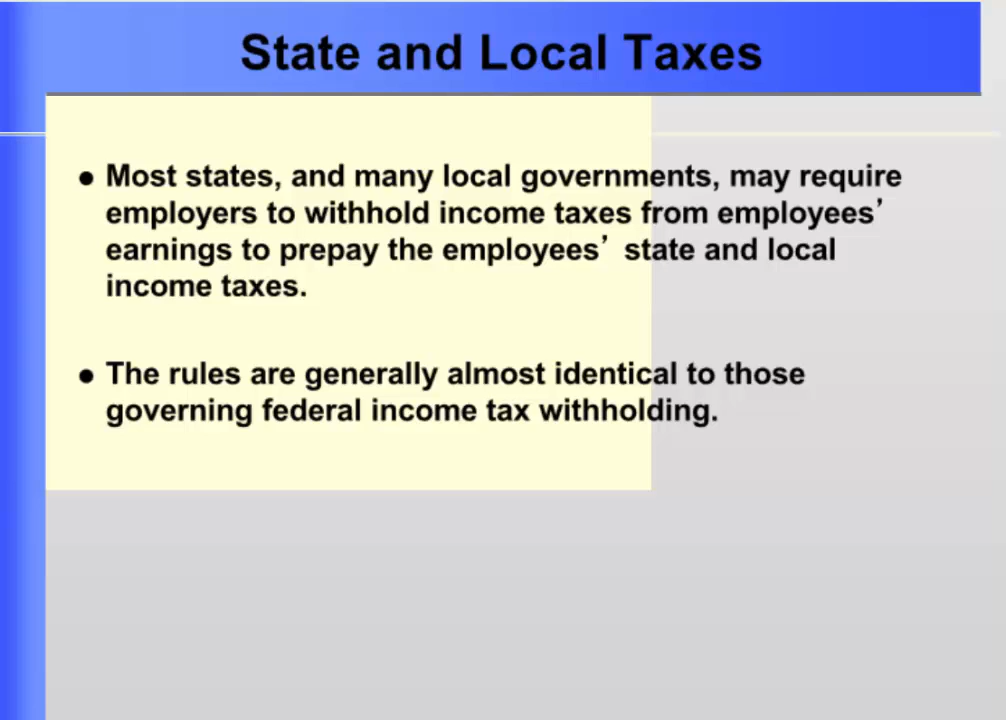 State and Local Taxes
● Most states, and many local governments, may require
employers to withhold income taxes from employees’
earnings to prepay the employees’ state and local
income taxes.
● The rules are generally almost identical to those
governing federal income tax withholding.